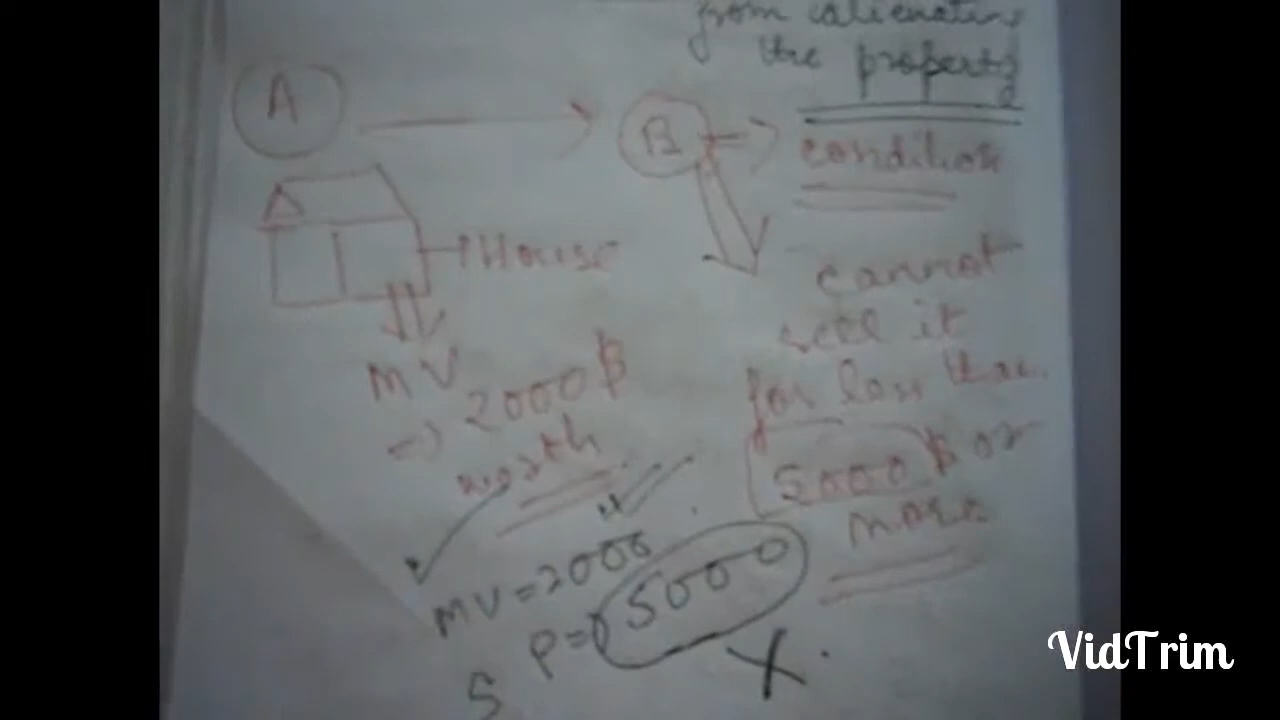 from alienating
the property
A
B
condition
House
cannot
sell it
for less than
5000 $ or
more
MV
=> 2000 $
worth
MV = 2000
P = 5000
X
S
VidTrim